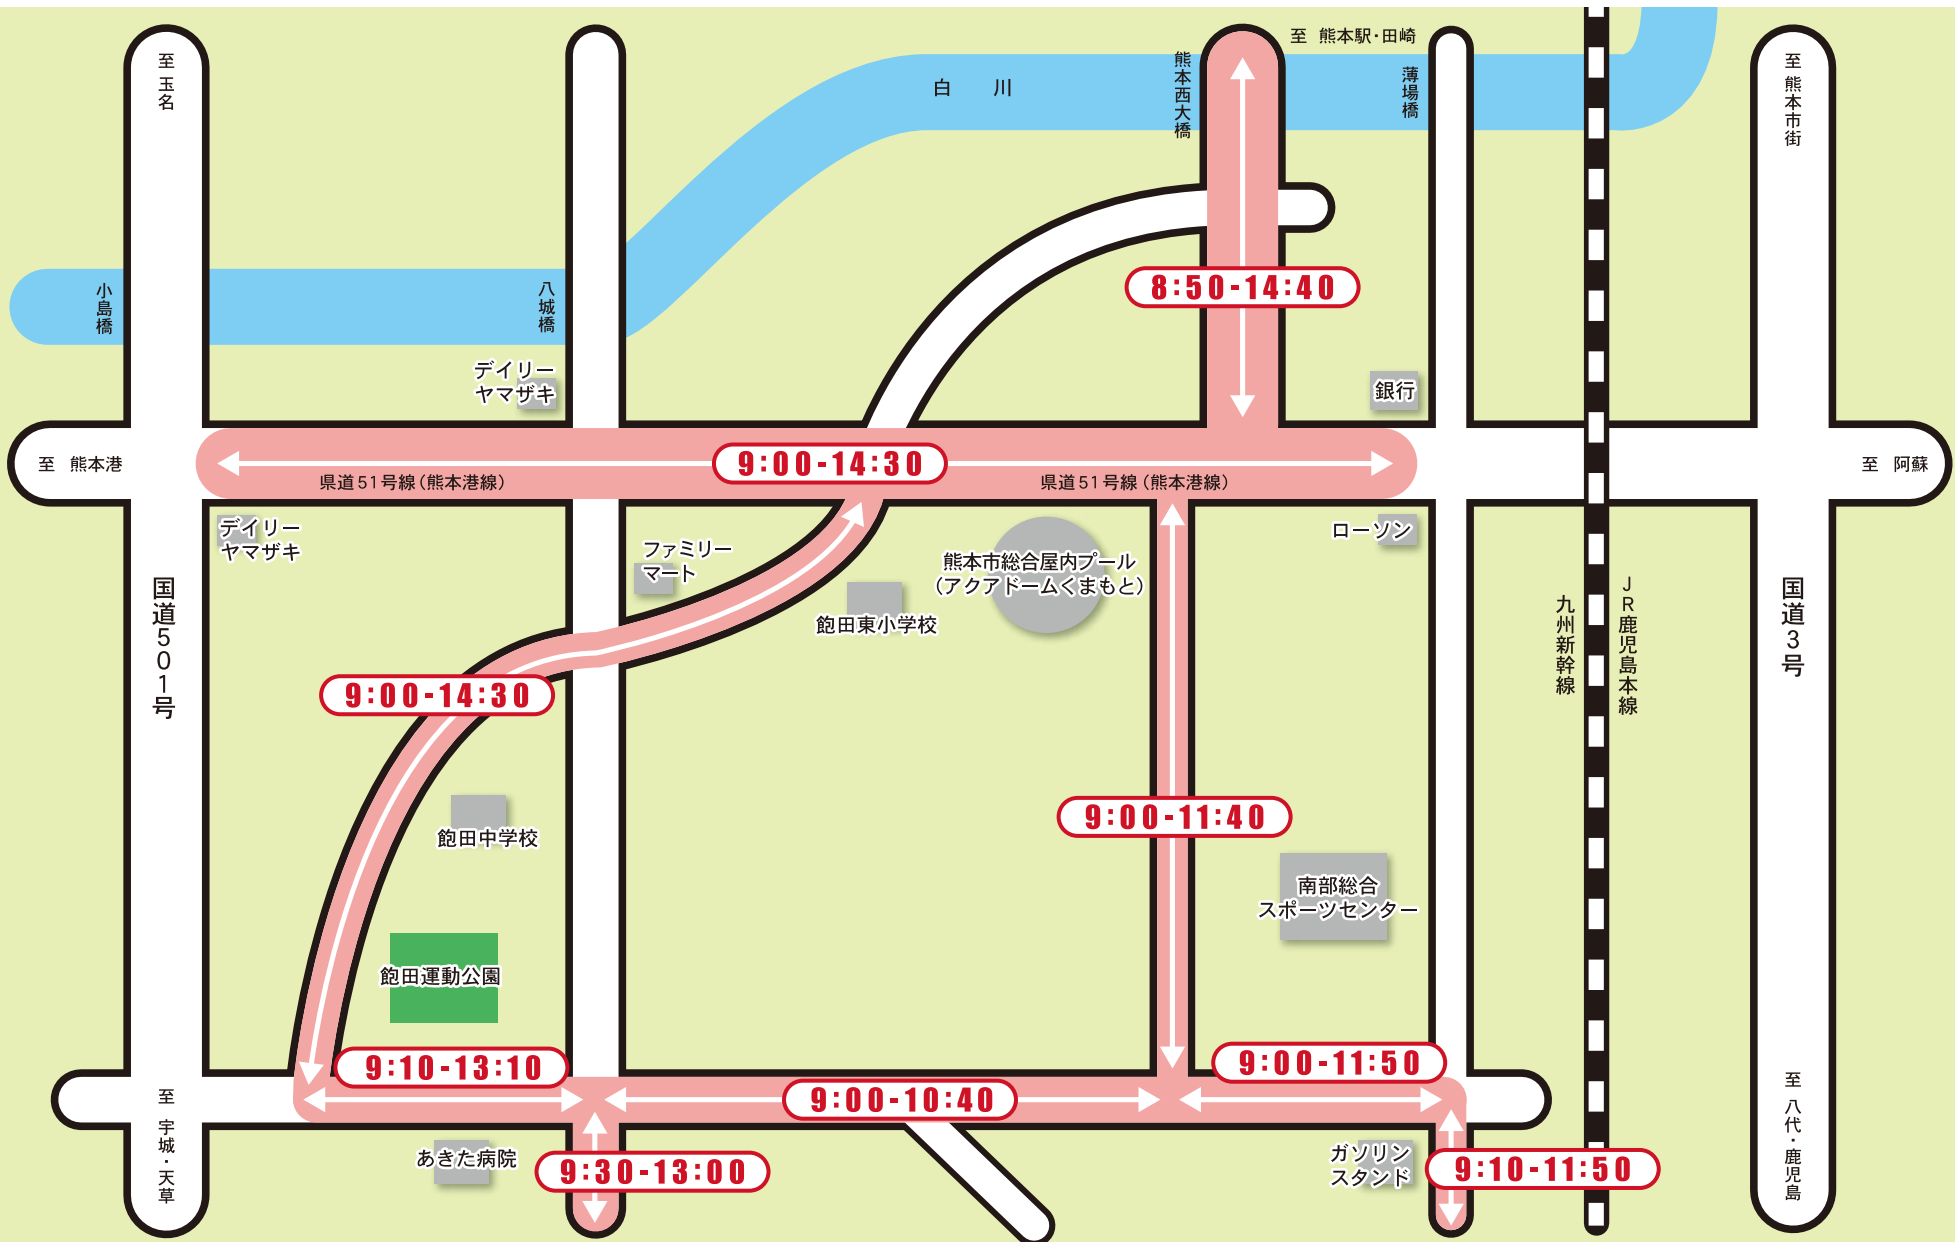 至 玉名
至 熊本駅・田崎
熊本西大橋
薄場橋
至 熊本市街
白 川
小島橋
八城橋
8:50-14:40
デイリー
ヤマザキ
銀行
至 熊本港
9:00-14:30
至 阿蘇
県道51号線(熊本港線)
県道51号線(熊本港線)
デイリー
ヤマザキ
ファミリー
マート
熊本市総合屋内プール
(アクアドームくまもと)
ローソン
国道501号
飽田東小学校
九州新幹線
JR鹿児島本線
国道3号
9:00-14:30
飽田中学校
9:00-11:40
南部総合
スポーツセンター
飽田運動公園
9:10-13:10
9:00-11:50
9:00-10:40
至 宇城・天草
至 八代・鹿児島
あきた病院
9:30-13:00
ガソリン
スタンド
9:10-11:50